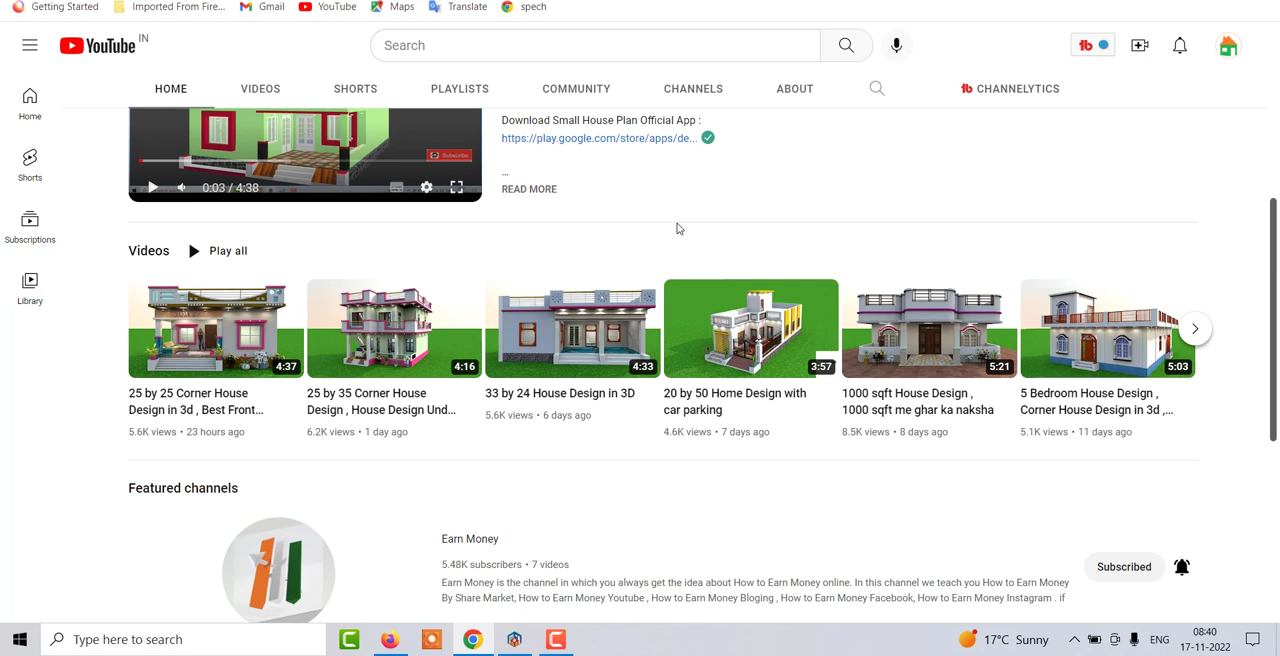 Getting Started
Imported From Fire...
Gmail
YouTube
Maps
Translate
spech
YouTube IN
Search
HOME
VIDEOS
SHORTS
PLAYLISTS
COMMUNITY
CHANNELS
ABOUT
CHANNELYTICS
Home
Shorts
Subscriptions
Library
Subscribe
0:03 / 4:38
Download Small House Plan Official App :
https://play.google.com/store/apps/de...
...
READ MORE
Videos
Play all
4:37
4:16
4:33
3:57
5:21
5:03
25 by 25 Corner House
Design in 3d , Best Front...
5.6K views • 23 hours ago
25 by 35 Corner House
Design , House Design Und...
6.2K views • 1 day ago
33 by 24 House Design in 3D
5.6K views • 6 days ago
20 by 50 Home Design with
car parking
4.6K views • 7 days ago
1000 sqft House Design ,
1000 sqft me ghar ka naksha
8.5K views • 8 days ago
5 Bedroom House Design ,
Corner House Design in 3d ,...
5.1K views • 11 days ago
Featured channels
Earn Money
5.48K subscribers • 7 videos
Earn Money is the channel in which you always get the idea about How to Earn Money online. In this channel we teach you How to Earn Money
By Share Market, How to Earn Money Youtube , How to Earn Money Bloging , How to Earn Money Facebook, How to Earn Money Instagram . if
Subscribed
Type here to search
17°C Sunny
ENG
08:40
17-11-2022